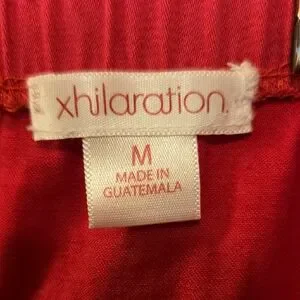 xhilaration.
M
MADE IN
GUATEMALA